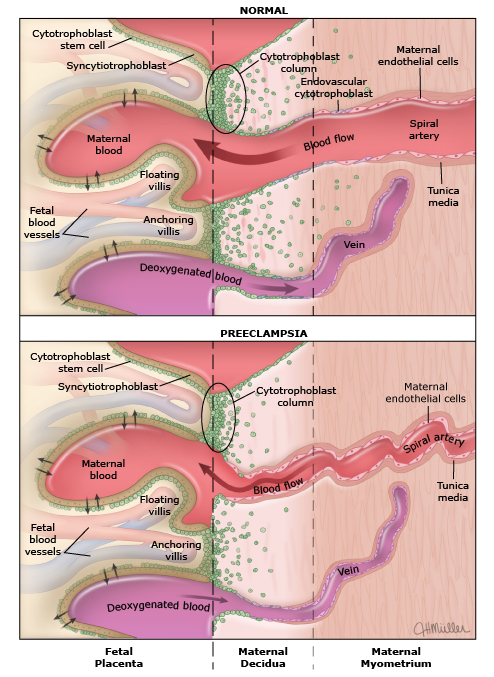 NORMAL
Cytotrophoblast
stem cell
Syncytiotrophoblast
Cytotrophoblast
column
Endovascular
cytotrophoblast
Maternal
endothelial cells
Maternal
blood
Blood flow
Spiral
artery
Floating
villis
Tunica
media
Fetal
blood
vessels
Anchoring
villis
Vein
Deoxygenated blood
PREECLAMPSIA
Cytotrophoblast
stem cell
Syncytiotrophoblast
Cytotrophoblast
column
Maternal
endothelial cells
Spiral artery
Maternal
blood
Blood flow
Tunica
media
Floating
villis
Fetal
blood
vessels
Anchoring
villis
Vein
Deoxygenated blood
JHMüller
Fetal
Placenta
Maternal
Decidua
Maternal
Myometrium